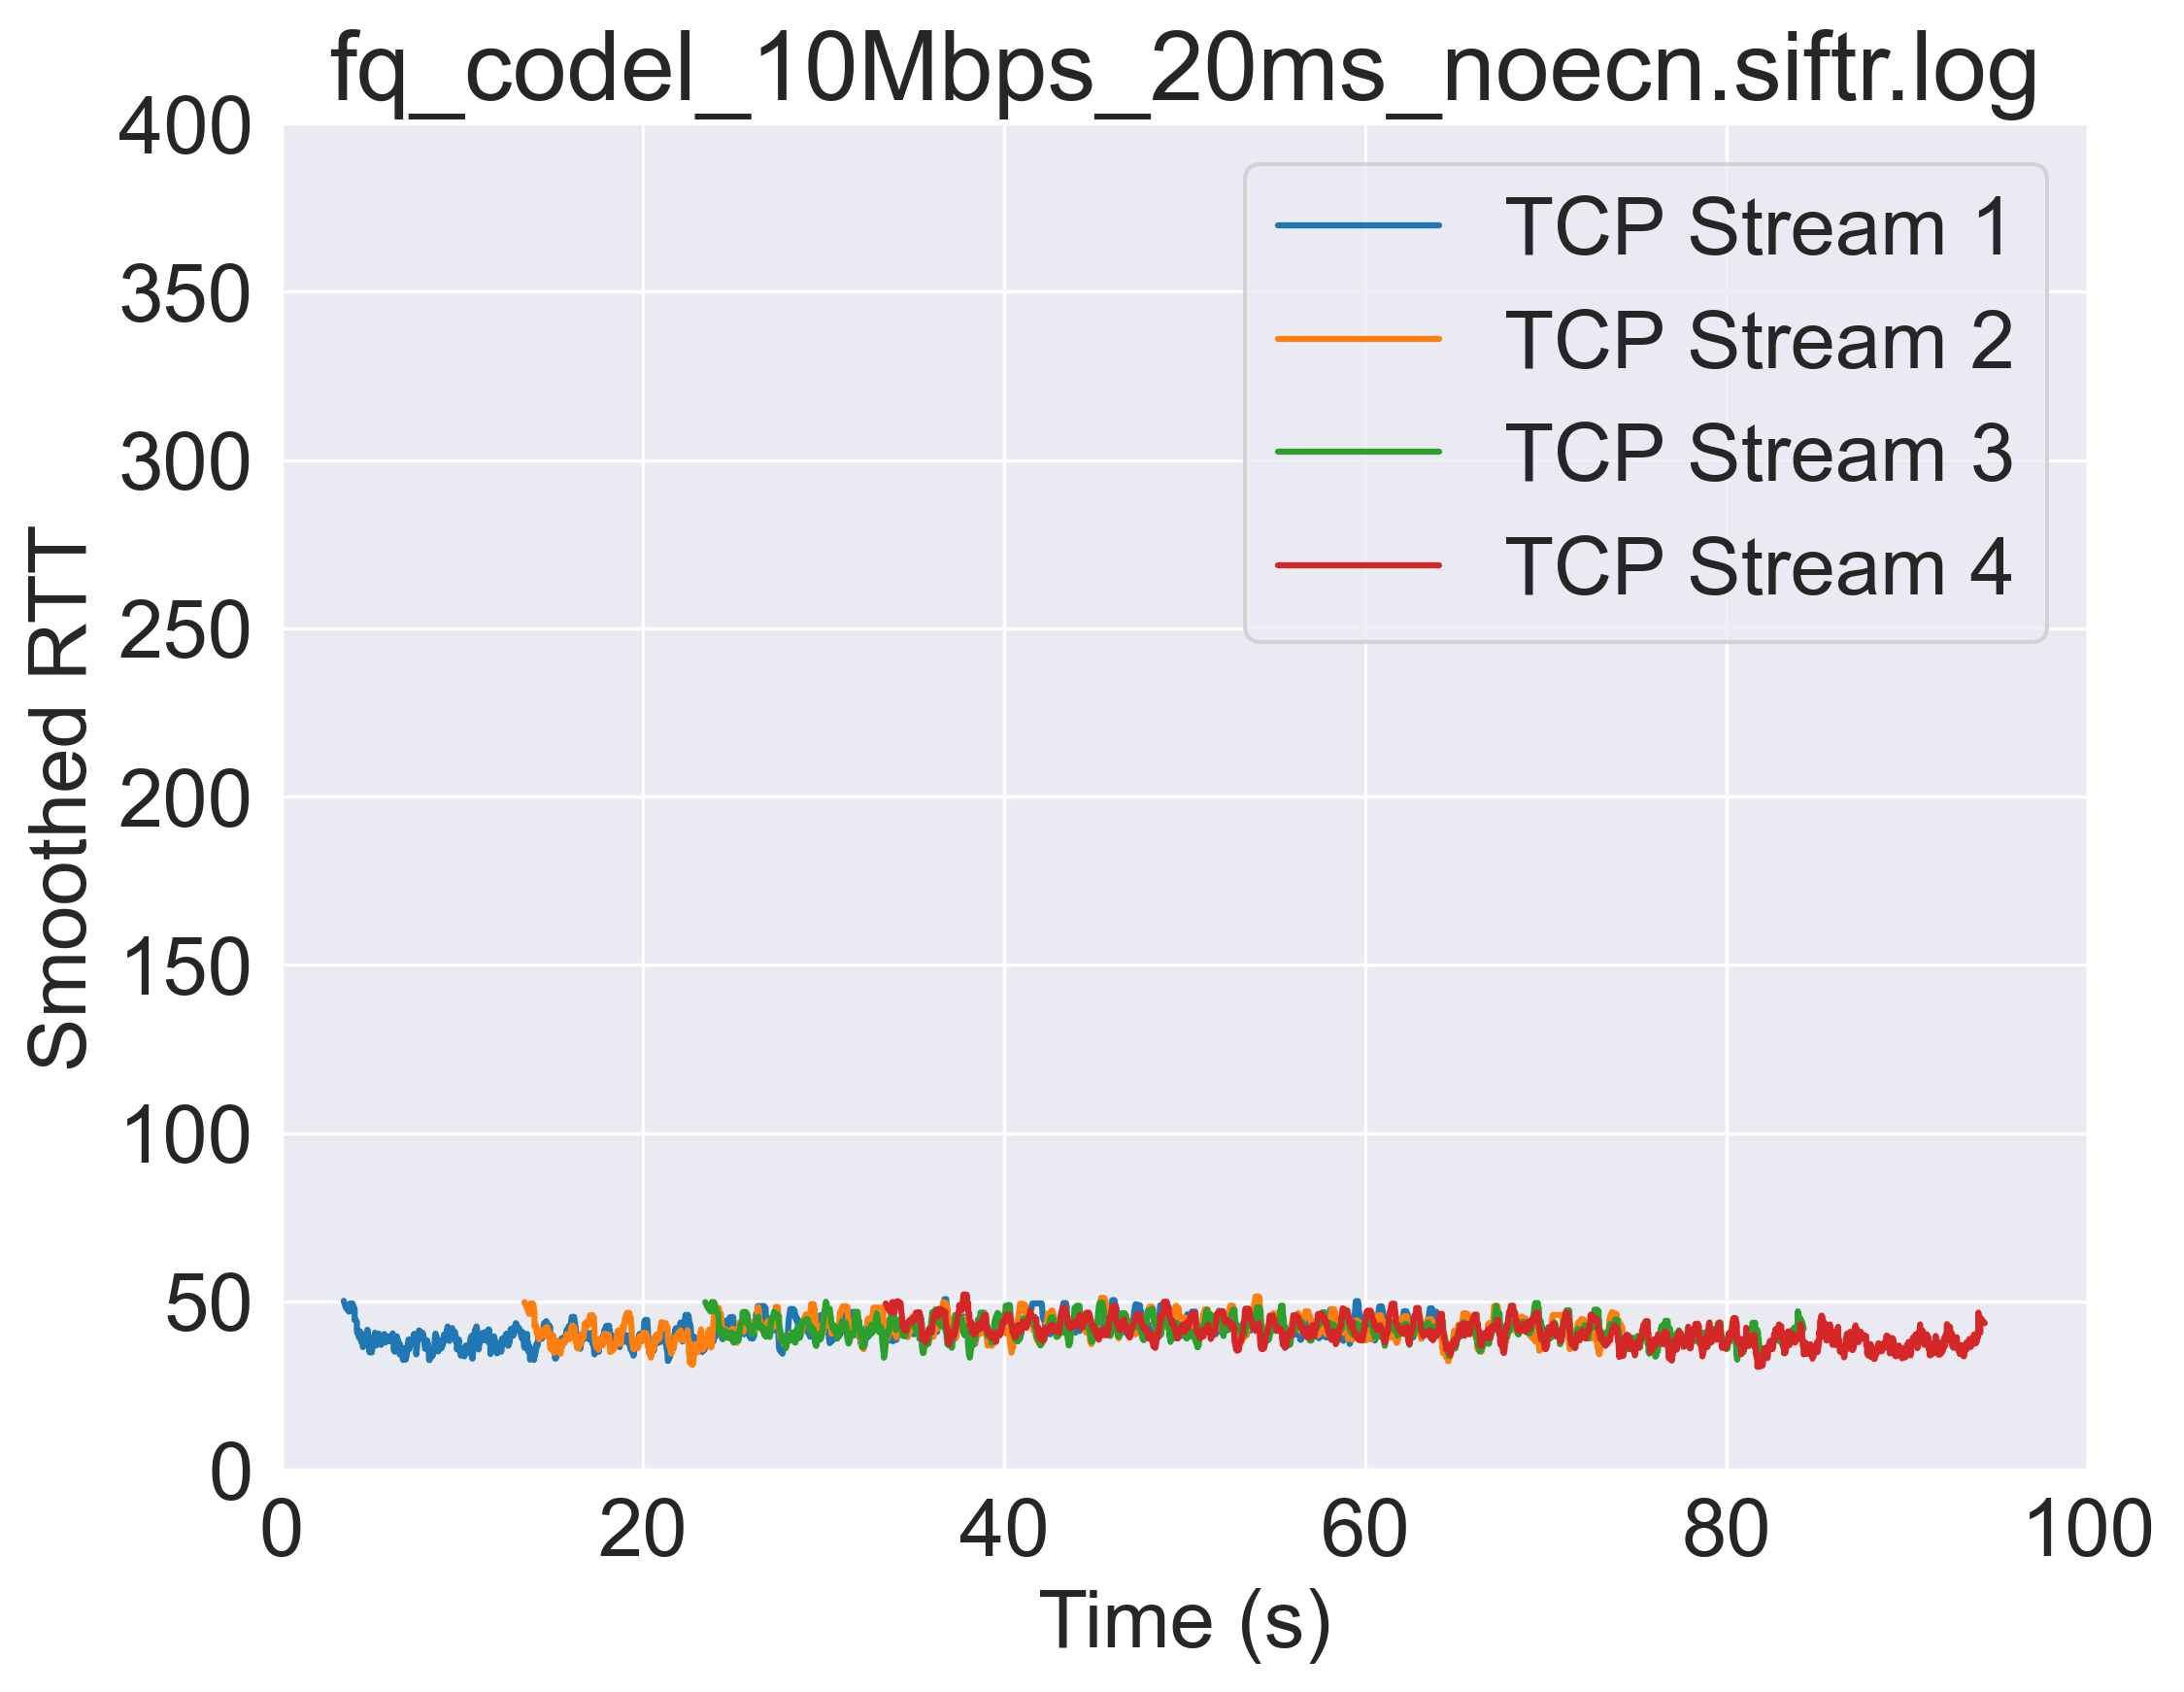 fq_codel_10Mbps_20ms_noecn.siftr.log
400
350
300
250
200
150
100
50
0
Smoothed RTT
TCP Stream 1
TCP Stream 2
TCP Stream 3
TCP Stream 4
0 20 40 60 80 100
Time (s)